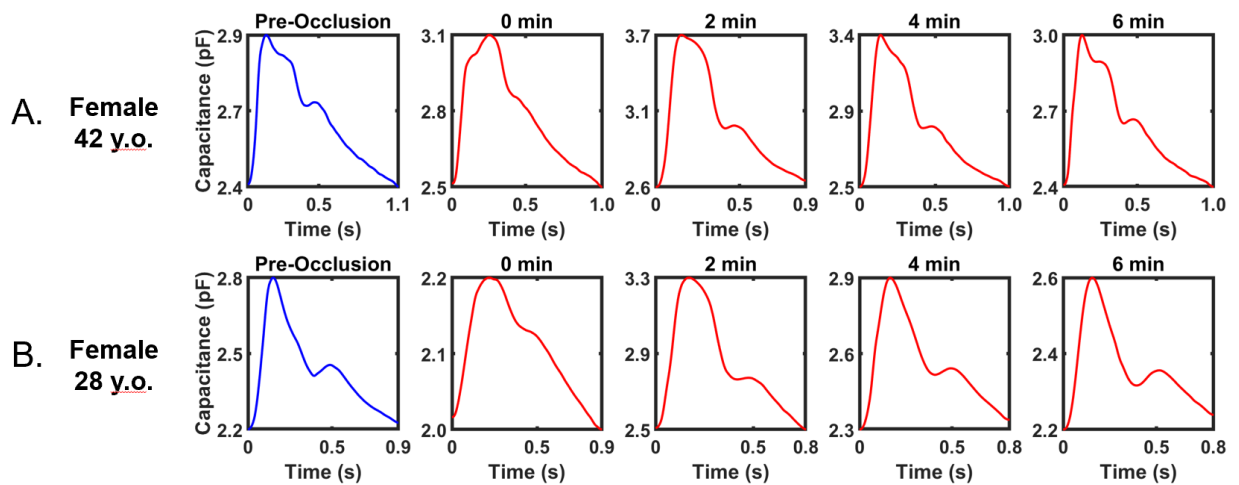 Pre-Occlusion 0 min 2 min 4 min 6 min
A. Female
42 y.o.
Capacitance (pF)
2.9 2.7 2.4
3.1 2.8 2.5
3.7 3.1 2.6
3.4 2.9 2.5
3.0 2.7 2.4
0 0.5 1.1 0 0.5 1.0 0 0.5 0.9 0 0.5 1.0 0 0.5 1.0
Time (s) Time (s) Time (s) Time (s) Time (s)
Pre-Occlusion 0 min 2 min 4 min 6 min
B. Female
28 y.o.
Capacitance (pF)
2.8 2.5 2.2
2.2 2.1 2.0
3.3 2.9 2.5
2.9 2.6 2.3
2.6 2.4 2.2
0 0.5 0.9 0 0.5 0.9 0 0.5 0.8 0 0.5 0.8 0 0.5 0.8
Time (s) Time (s) Time (s) Time (s) Time (s)